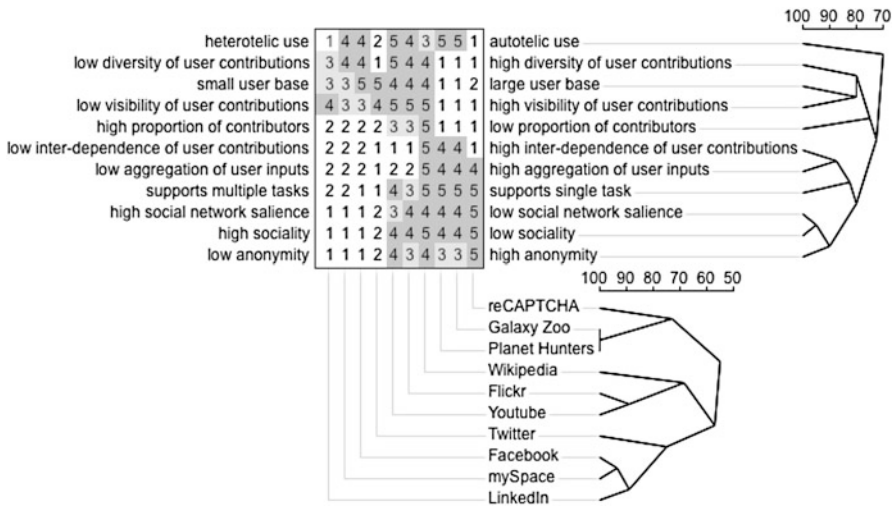 100 90 80 70
heterotelic use 1 4 4 2 5 4 3 5 5 1 autotelic use
low diversity of user contributions 3 4 4 1 5 4 4 1 1 1 high diversity of user contributions
small user base 3 3 5 5 4 4 4 1 1 2 large user base
low visibility of user contributions 4 3 3 4 5 5 5 1 1 1 high visibility of user contributions
high proportion of contributors 2 2 2 2 3 3 5 1 1 1 low proportion of contributors
low inter-dependence of user contributions 2 2 2 1 1 1 5 4 4 1 high inter-dependence of user contributions
low aggregation of user inputs 2 2 2 1 2 2 5 4 4 4 high aggregation of user inputs
supports multiple tasks 2 2 1 1 4 3 5 5 5 5 supports single task
high social network salience 1 1 1 2 3 4 4 4 4 5 low social network salience
high sociality 1 1 1 2 4 4 5 4 4 5 low sociality
low anonymity 1 1 1 2 4 3 4 3 3 5 high anonymity
100 90 80 70 60 50
reCAPTCHA
Galaxy Zoo
Planet Hunters
Wikipedia
Flickr
Youtube
Twitter
Facebook
mySpace
LinkedIn